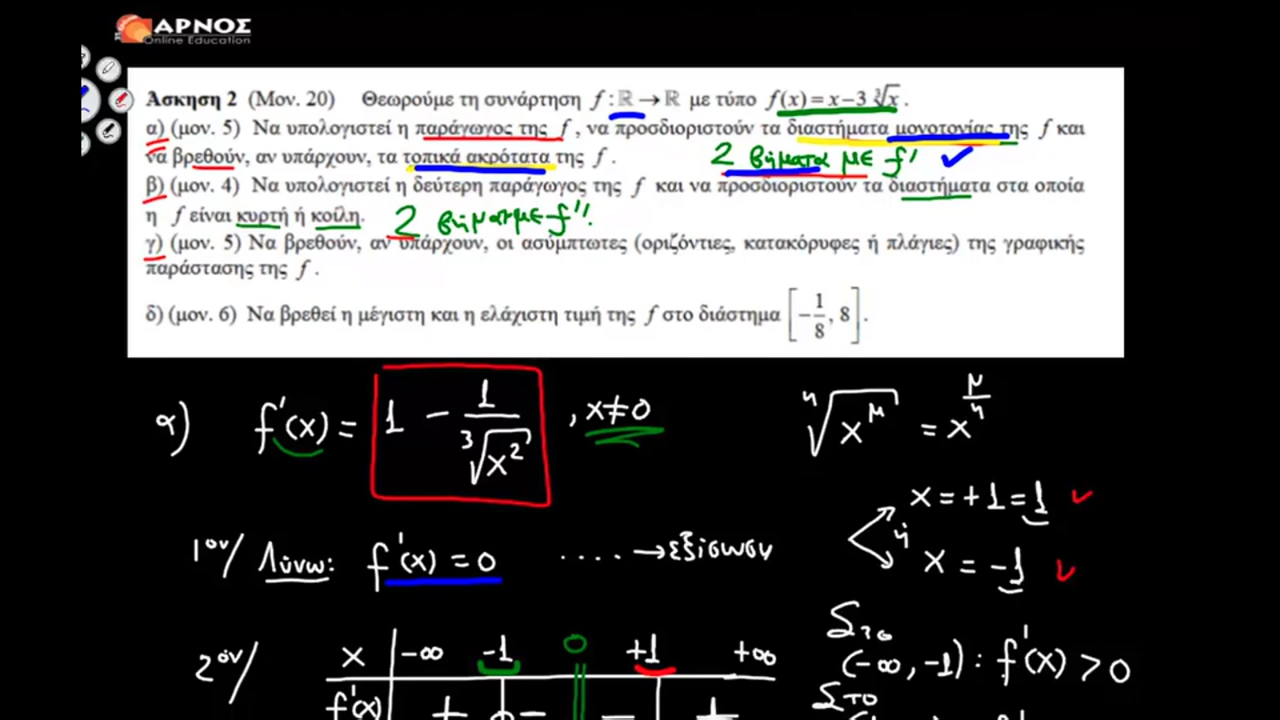 ΑΡΝΟΣ
Online Education
Άσκηση 2 (Μον. 20) Θεωρούμε τη συνάρτηση f : ℝ → ℝ με τύπο f(x) = x − 3 ∛x .
α) (μον. 5) Να υπολογιστεί η παράγωγος της f , να προσδιοριστούν τα διαστήματα μονοτονίας της f και
να βρεθούν, αν υπάρχουν, τα τοπικά ακρότατα της f . 2 βήματα με f' ✓
β) (μον. 4) Να υπολογιστεί η δεύτερη παράγωγος της f και να προσδιοριστούν τα διαστήματα στα οποία
η f είναι κυρτή ή κοίλη. 2 βήματα με f''.
γ) (μον. 5) Να βρεθούν, αν υπάρχουν, οι ασύμπτωτες (οριζόντιες, κατακόρυφες ή πλάγιες) της γραφικής
παράστασης της f .
δ) (μον. 6) Να βρεθεί η μέγιστη και η ελάχιστη τιμή της f στο διάστημα [−1/8, 8].
α) f'(x) = 1 − 1/∛x² , x≠0
ⁿ√x^μ = x^(μ/ν)
x = +1 = 1 ✓
ή
x = −1 ✓
1ον/ Λύνω: f'(x) = 0 .... → εξίσωση
2ον/ x −∞ −1 0 +1 +∞
f'(x) + 0 − − +
Στο
(−∞, −1) : f'(x) > 0
Στο